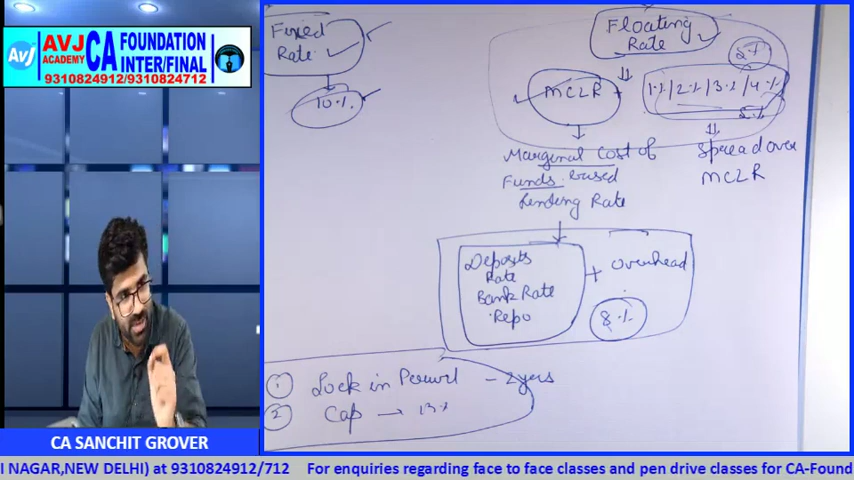 AVJ
AVJ
ACADEMY
CA
FOUNDATION
INTER/FINAL
9310824912/9310824712
Fixed
Rate
10%
Floating
Rate
MCLR
+
1%/2%/3%/4%
5%
Marginal Cost of
Funds based
Lending Rate
Spread over
MCLR
Deposits
Rate
Bank Rate
Repo
+ Overhead
8%
① Lock in Period - 2 yrs
② Cap → 13%
CA SANCHIT GROVER
I NAGAR,NEW DELHI) at 9310824912/712 For enquiries regarding face to face classes and pen drive classes for CA-Found